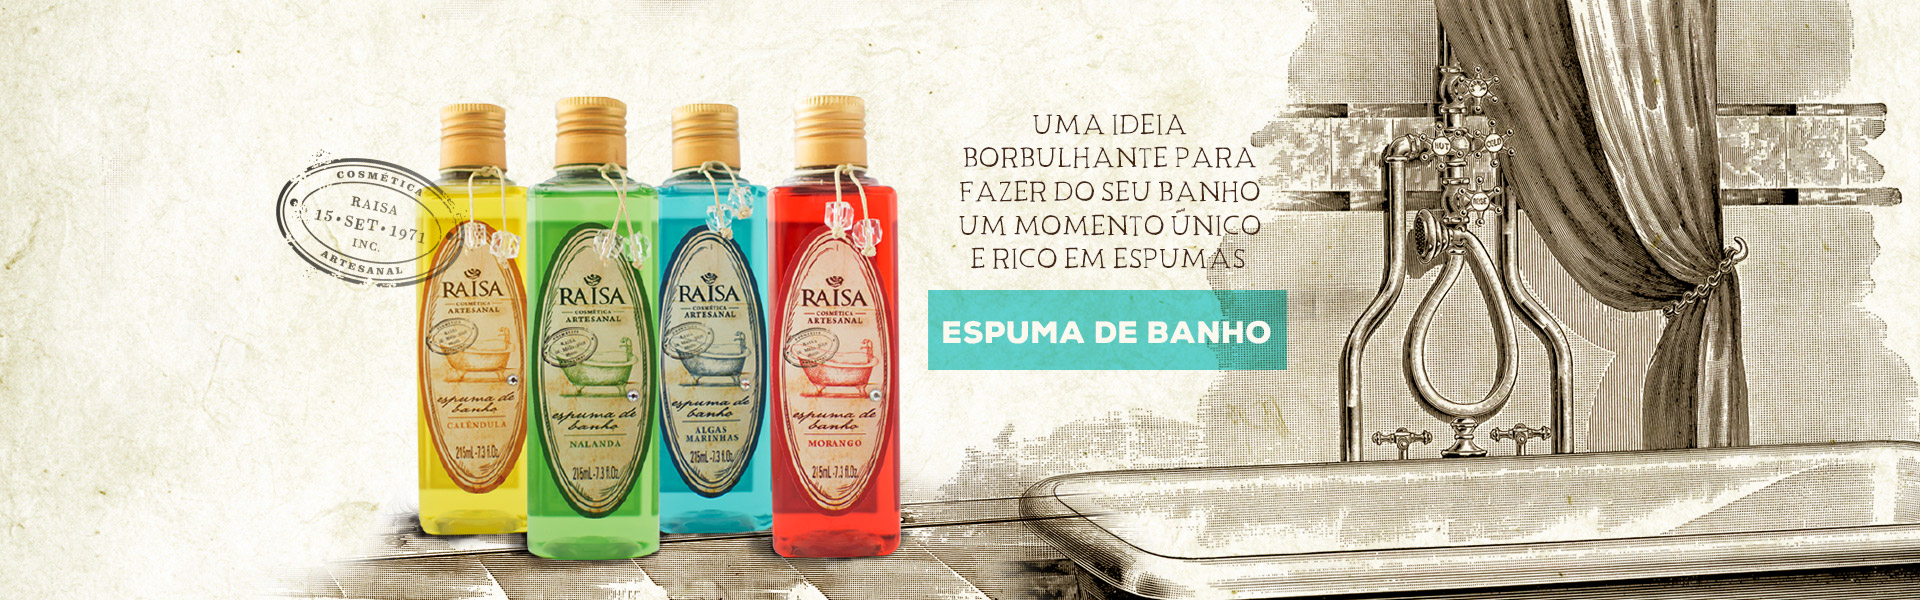 COSMÉTICA
RAISA
15 • SET • 1971
INC.
ARTESANAL
RAISA
COSMÉTICA
ARTESANAL
espuma de
banho
CALÊNDULA
215mL - 7.3 fl.Oz.
RAISA
COSMÉTICA
ARTESANAL
espuma de
banho
NALANDA
215mL - 7.3 fl.Oz.
RAISA
COSMÉTICA
ARTESANAL
espuma de
banho
ALGAS
MARINHAS
215mL - 7.3 fl.Oz.
RAISA
COSMÉTICA
ARTESANAL
espuma de
banho
MORANGO
215mL - 7.3 fl.Oz.
UMA IDEIA
BORBULHANTE PARA
FAZER DO SEU BANHO
UM MOMENTO ÚNICO
E RICO EM ESPUMAS
ESPUMA DE BANHO
HOT
COLD